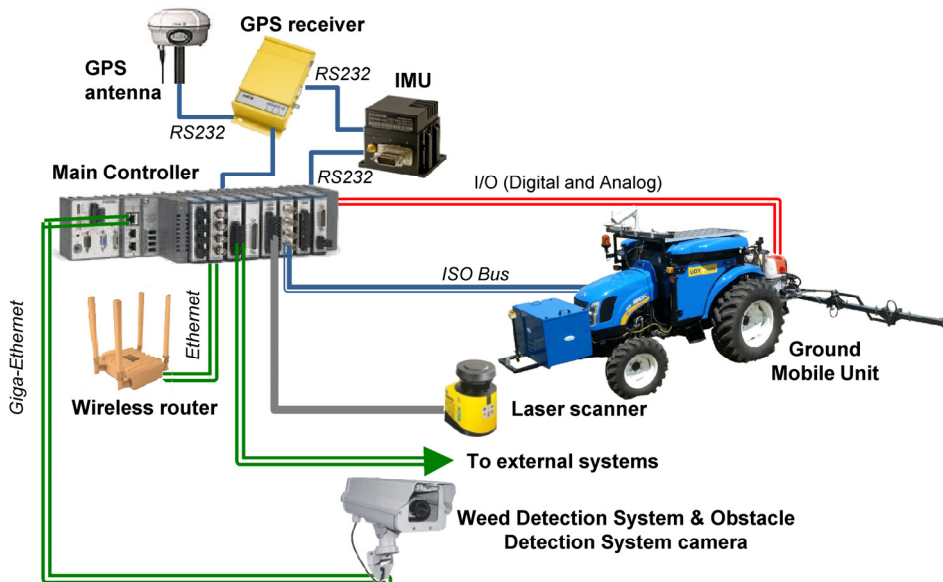 GPS receiver
GPS
antenna
RS232
IMU
RS232
Main Controller
RS232
I/O (Digital and Analog)
ISO Bus
Giga-Ethernet
Ethernet
Wireless router
Laser scanner
Ground
Mobile Unit
To external systems
Weed Detection System & Obstacle
Detection System camera